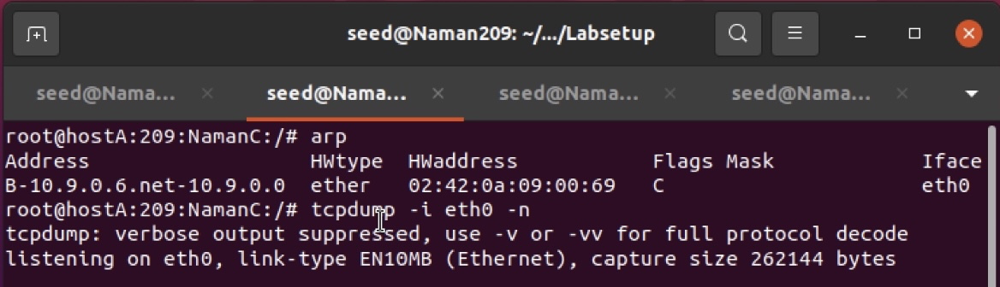 seed@Naman209: ~/.../Labsetup
seed@Nama... seed@Nama... seed@Nama... seed@Nama...
root@hostA:209:NamanC:/# arp
Address HWtype HWaddress Flags Mask Iface
B-10.9.0.6.net-10.9.0.0 ether 02:42:0a:09:00:69 C eth0
root@hostA:209:NamanC:/# tcpdump -i eth0 -n
tcpdump: verbose output suppressed, use -v or -vv for full protocol decode
listening on eth0, link-type EN10MB (Ethernet), capture size 262144 bytes